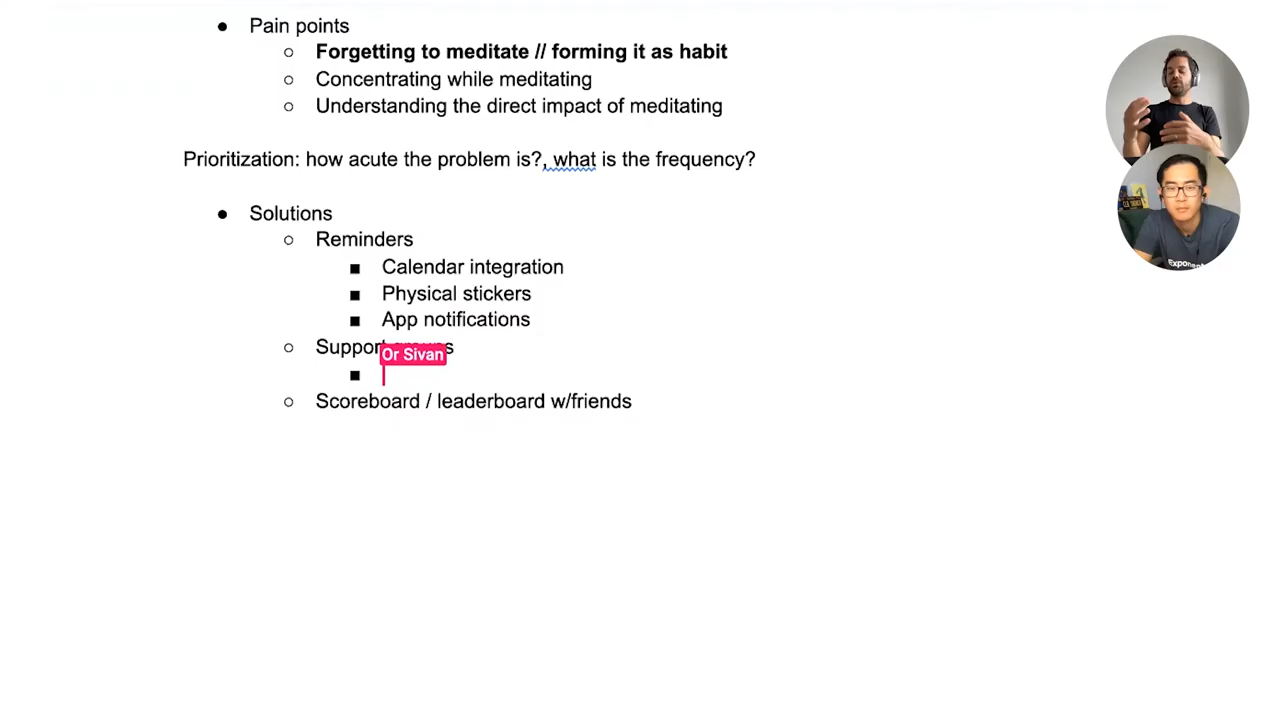 Pain points
Forgetting to meditate // forming it as habit
Concentrating while meditating
Understanding the direct impact of meditating
Prioritization: how acute the problem is?, what is the frequency?
Solutions
Reminders
Calendar integration
Physical stickers
App notifications
Support
Or Sivan
Scoreboard / leaderboard w/friends
Exponent